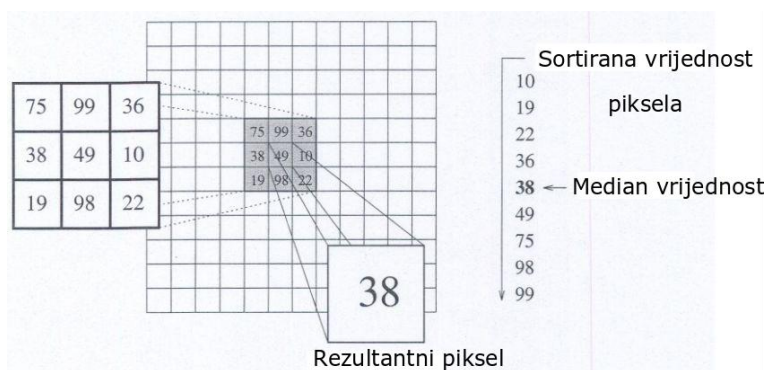 75 99 36
38 49 10
19 98 22
75 99 36
38 49 10
19 98 22
38
Rezultantni piksel
Sortirana vrijednost
piksela
10
19
22
36
38 Median vrijednost
49
75
98
99